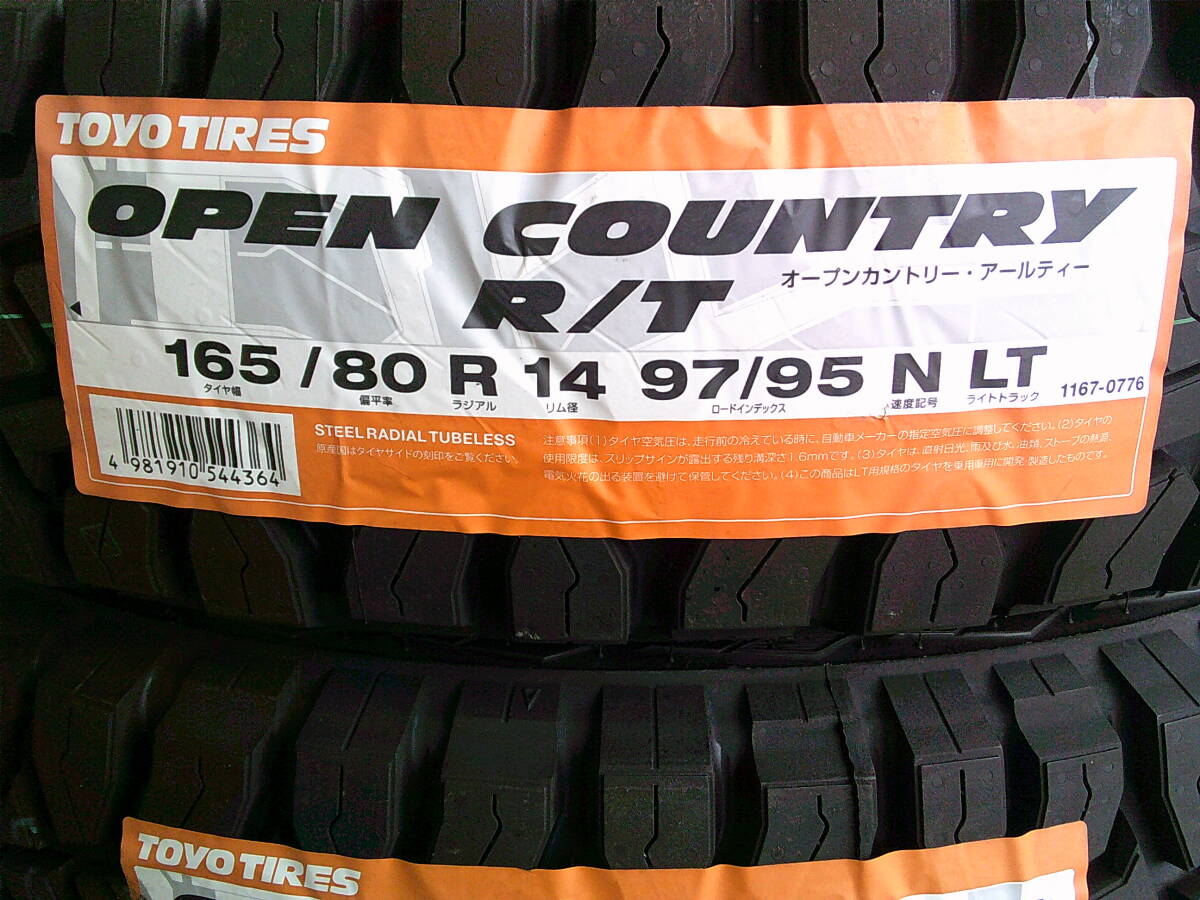 TOYO TIRES
OPEN COUNTRY
R/T
オープンカントリー・アールティー
165 / 80 R 14 97/95 N LT
タイヤ幅 偏平率 ラジアル リム径 ロードインデックス 速度記号 ライトトラック
1167-0776
STEEL RADIAL TUBELESS
原産国はタイヤサイドの刻印をご覧ください。
4 981910 544364
注意事項(1)タイヤ空気圧は、走行前の冷えている時に、自動車メーカーの指定空気圧に調整してください。(2)タイヤの
使用限度は、スリップサインが露出する残り溝深さ1.6mmです。(3)タイヤは、直射日光、雨及び水、油類、ストーブの熱源、
電気火花の出る装置を避けて保管してください。(4)この商品はLT用規格のタイヤを乗用車用に開発・製造したものです。
TOYO TIRES